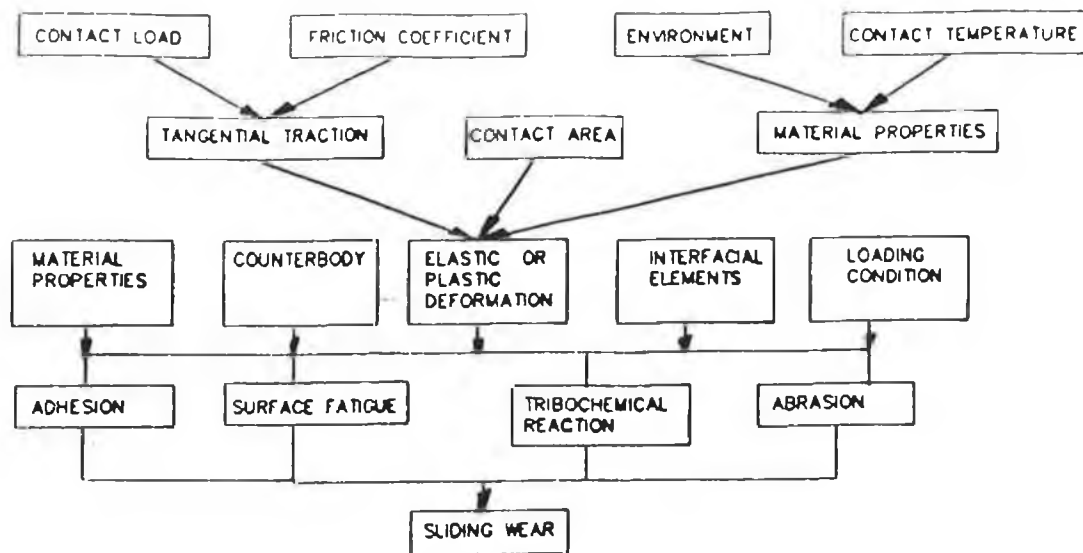 CONTACT LOAD
FRICTION COEFFICIENT
ENVIRONMENT
CONTACT TEMPERATURE
TANGENTIAL TRACTION
CONTACT AREA
MATERIAL PROPERTIES
MATERIAL
PROPERTIES
COUNTERBODY
ELASTIC OR
PLASTIC
DEFORMATION
INTERFACIAL
ELEMENTS
LOADING
CONDITION
ADHESION
SURFACE FATIGUE
TRIBOCHEMICAL
REACTION
ABRASION
SLIDING WEAR